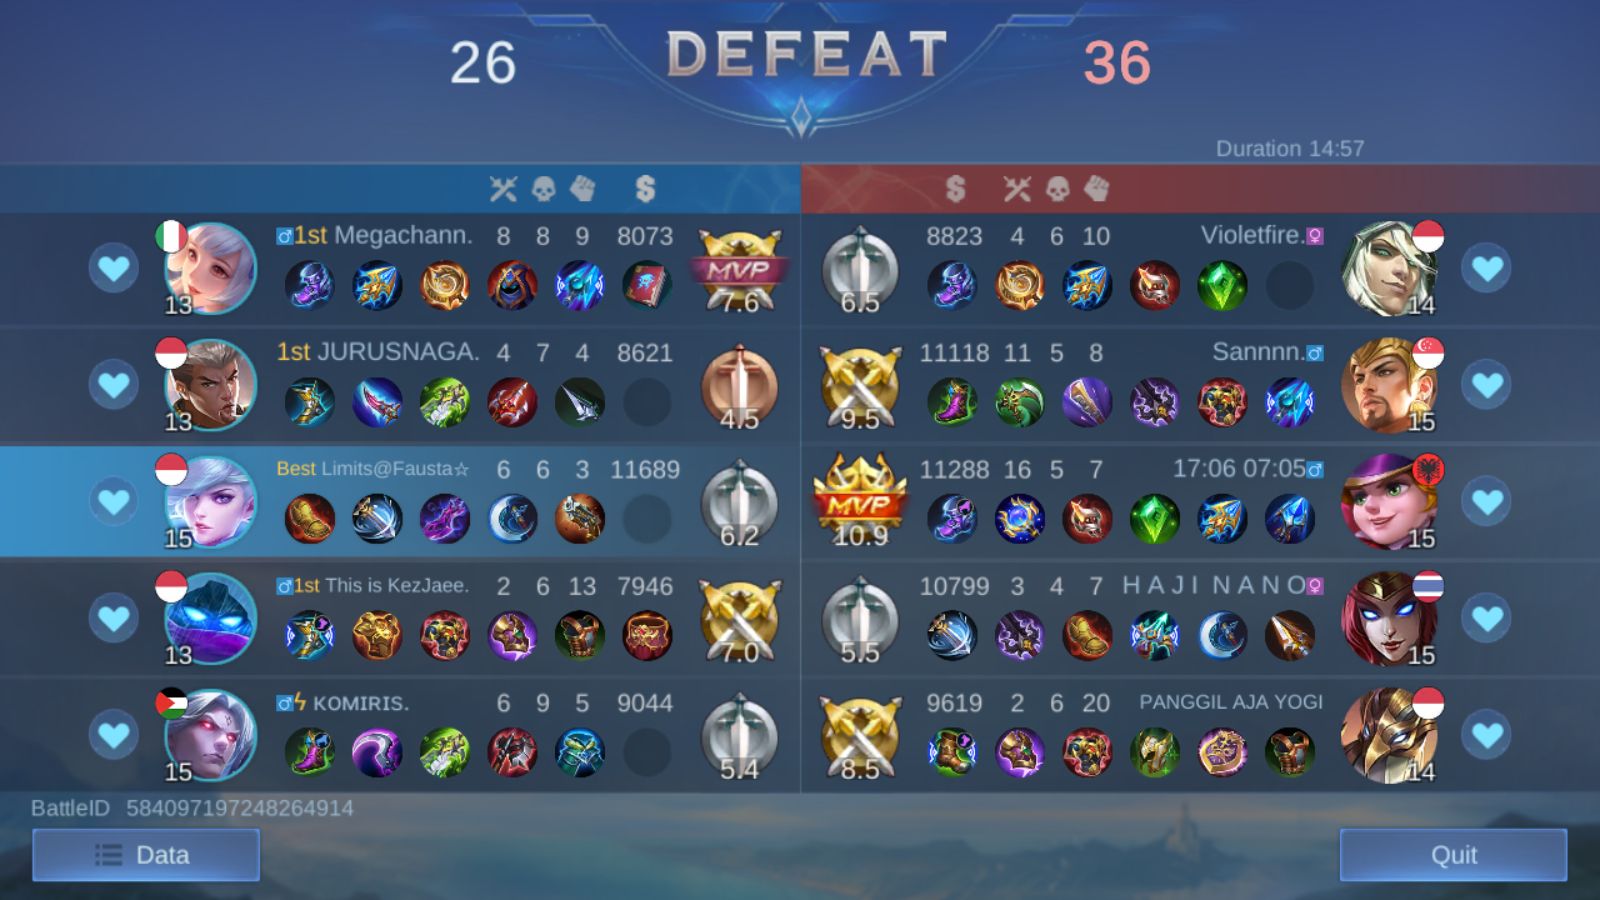 26 DEFEAT 36
Duration 14:57
1st Megachann. 8 8 9 8073 MVP 7.6
13
6.5 8823 4 6 10 Violetfire.
14
1st JURUSNAGA. 4 7 4 8621 4.5
13
9.5 11118 11 5 8 Sannnn.
15
Best Limits@Fausta☆ 6 6 3 11689 6.2
15
MVP 10.9 11288 16 5 7 17:06 07:05
15
1st This is KezJaee. 2 6 13 7946 7.0
13
5.5 10799 3 4 7 H A J I N A N O
15
KOMIRIS. 6 9 5 9044 5.4
15
8.5 9619 2 6 20 PANGGIL AJA YOGI
14
BattleID 584097197248264914
Data
Quit